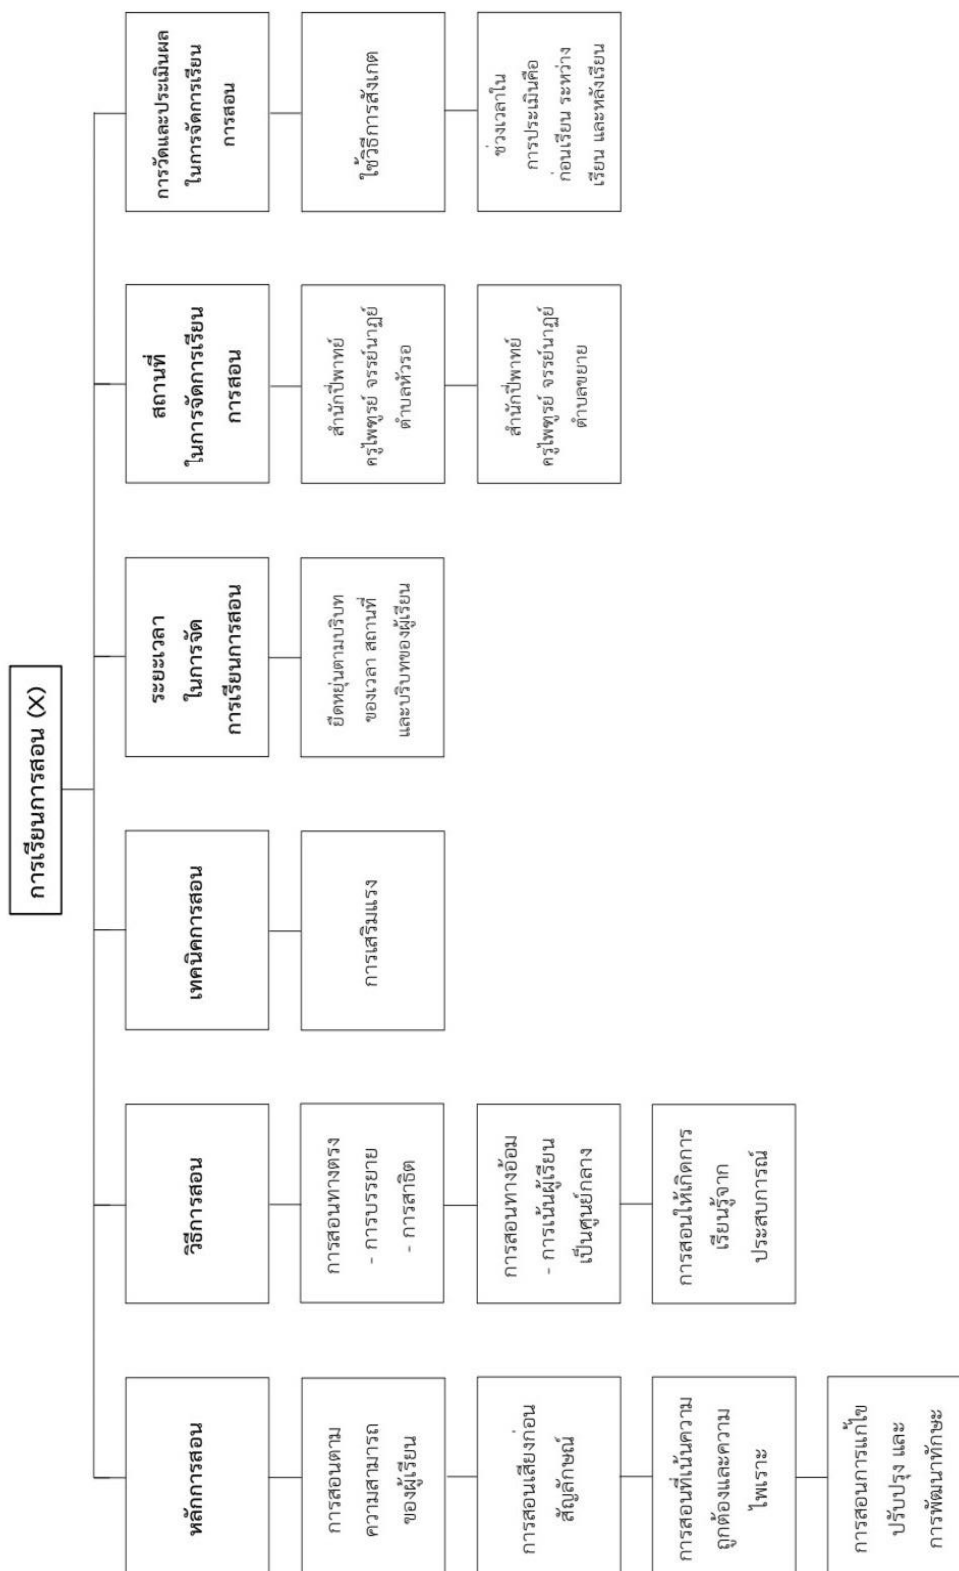 การเรียนการสอน (X)
หลักการสอน
การสอนตาม
ความสามารถ
ของผู้เรียน
การสอนเสียงก่อน
สัญลักษณ์
การสอนที่เน้นความ
ถูกต้องและความ
ไพเราะ
การสอนการแก้ไข
ปรับปรุง และ
การพัฒนาทักษะ
วิธีการสอน
การสอนทางตรง
- การบรรยาย
- การสาธิต
การสอนทางอ้อม
- การเน้นผู้เรียน
เป็นศูนย์กลาง
การสอนให้เกิดการ
เรียนรู้จาก
ประสบการณ์
เทคนิคการสอน
การเสริมแรง
ระยะเวลา
ในการจัด
การเรียนการสอน
ยืดหยุ่นตามบริบท
ของเวลา สถานที่
และบริบทของผู้เรียน
สถานที่
ในการจัดการเรียน
การสอน
สำนักปี่พาทย์
ครูไพฑูรย์ จรรย์นาฏย์
ตำบลหัวรอ
สำนักปี่พาทย์
ครูไพฑูรย์ จรรย์นาฏย์
ตำบลขยาย
การวัดและประเมินผล
ในการจัดการเรียน
การสอน
ใช้วิธีการสังเกต
ช่วงเวลาใน
การประเมินคือ
ก่อนเรียน ระหว่าง
เรียน และหลังเรียน